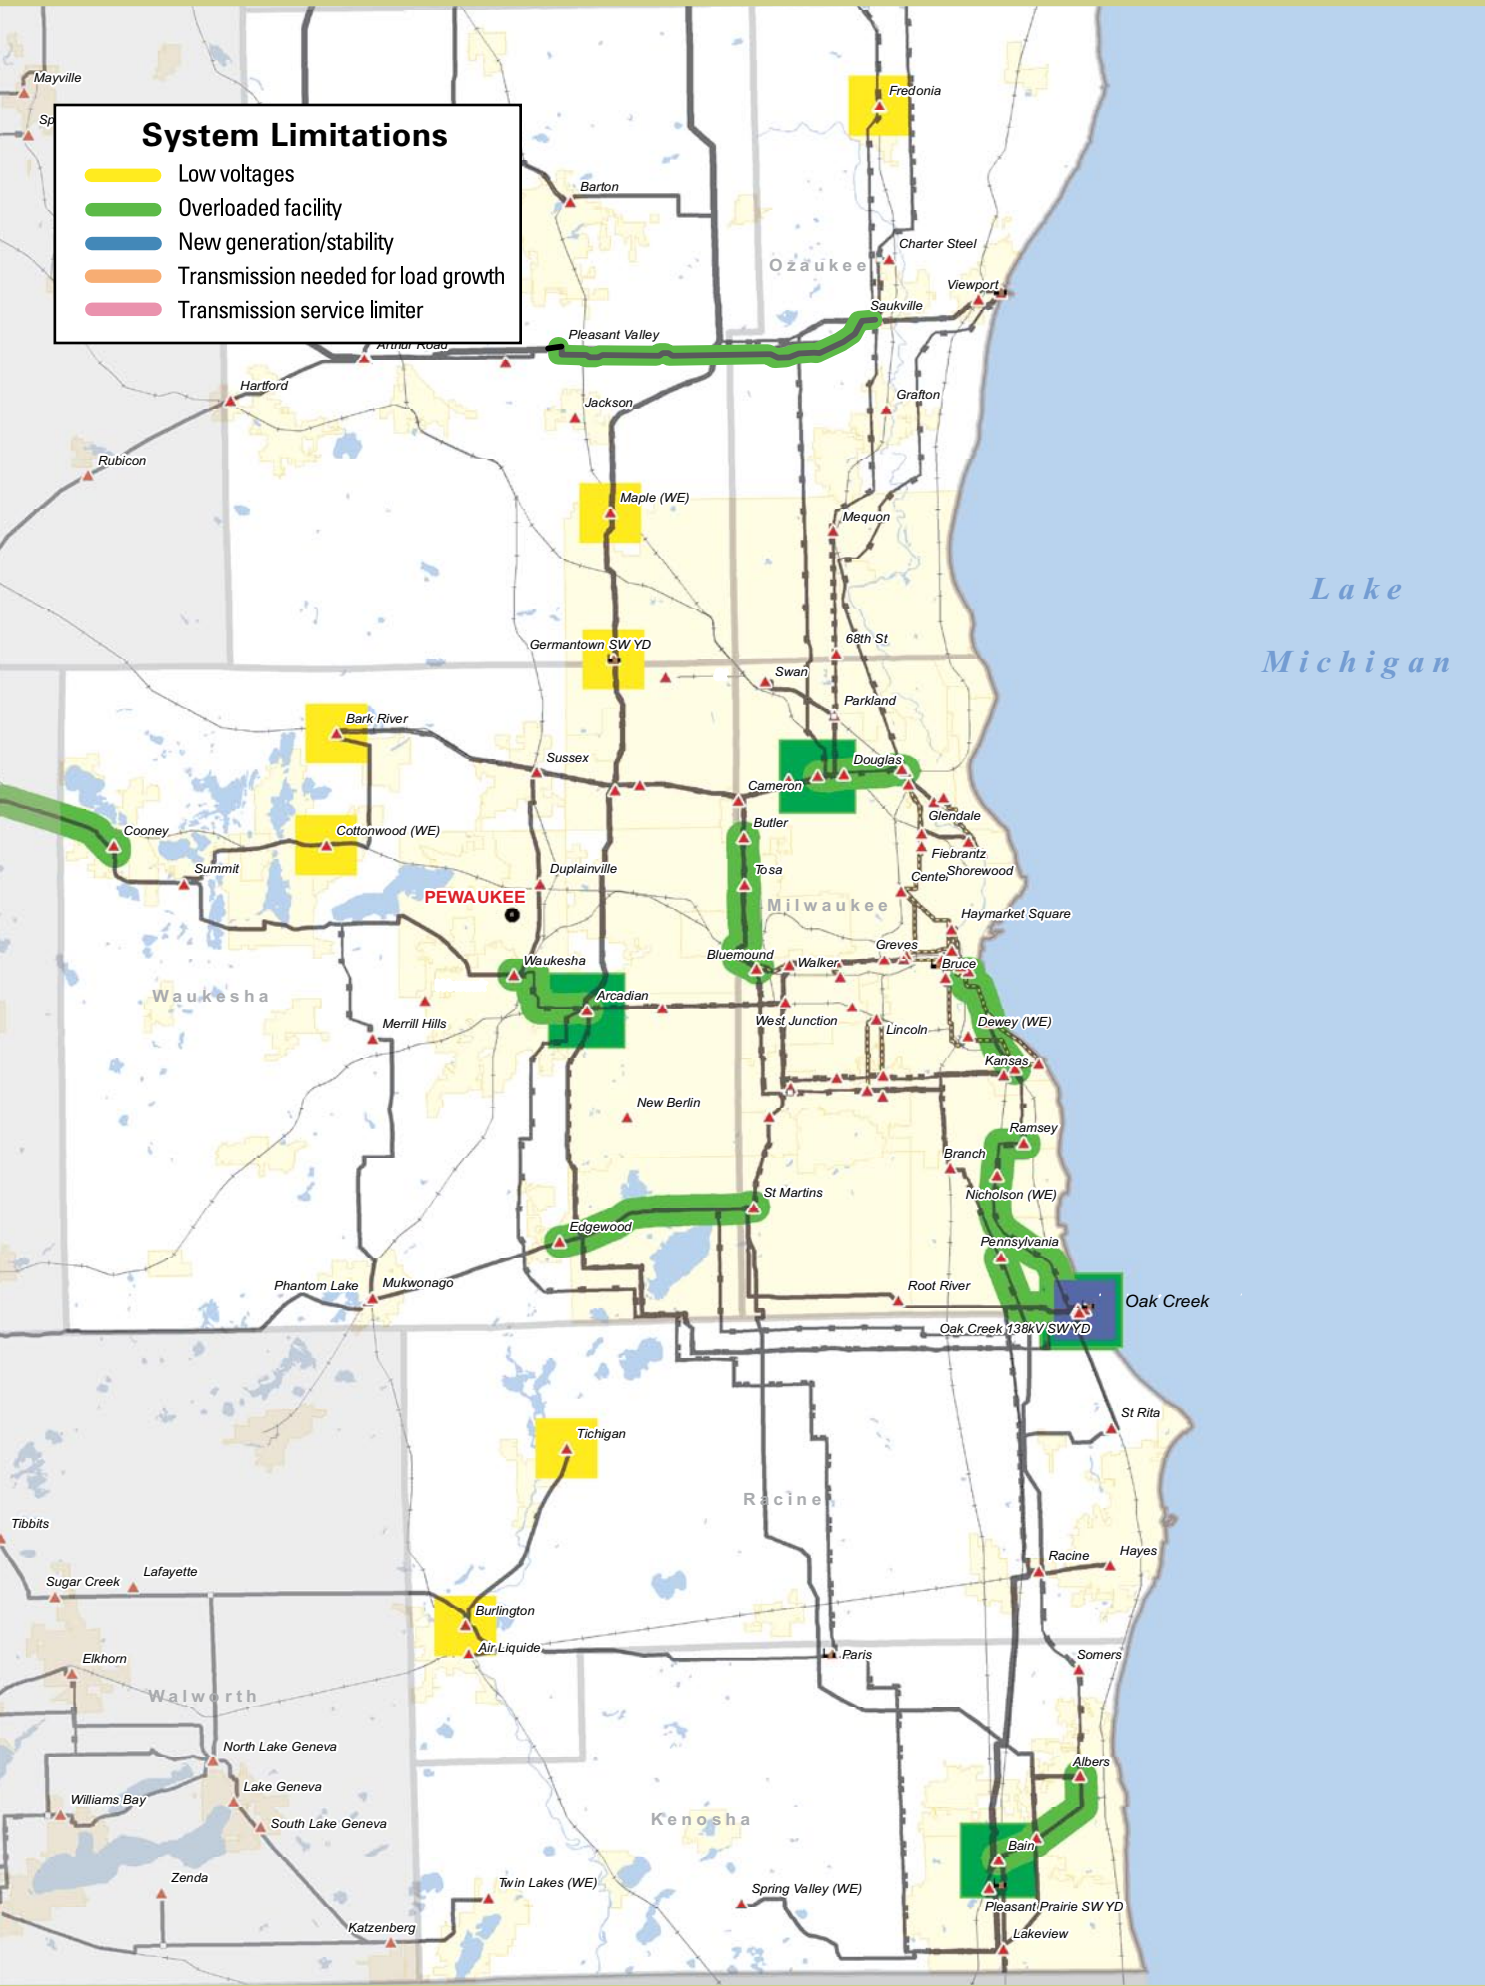 Mayville
Sp
System Limitations
Low voltages
Overloaded facility
New generation/stability
Transmission needed for load growth
Transmission service limiter
Fredonia
Barton
Charter Steel
Ozaukee
Viewport
Saukville
Pleasant Valley
Arthur Road
Hartford
Grafton
Jackson
Rubicon
Maple (WE)
Mequon
Lake
Michigan
68th St
Germantown SW YD
Swan
Parkland
Bark River
Sussex
Douglas
Cameron
Glendale
Butler
Cooney
Cottonwood (WE)
Fiebrantz
Summit
Duplainville
Tosa
Center
Shorewood
PEWAUKEE
Milwaukee
Haymarket Square
Greves
Bluemound
Walker
Bruce
Waukesha
Waukesha
Arcadian
West Junction
Lincoln
Dewey (WE)
Merrill Hills
Kansas
New Berlin
Ramsey
Branch
St Martins
Nicholson (WE)
Edgewood
Pennsylvania
Phantom Lake
Mukwonago
Root River
Oak Creek
Oak Creek 138kV SW YD
St Rita
Tichigan
Racine
Tibbits
Racine
Hayes
Lafayette
Sugar Creek
Burlington
Air Liquide
Paris
Somers
Elkhorn
Walworth
North Lake Geneva
Albers
Lake Geneva
Williams Bay
South Lake Geneva
Kenosha
Bain
Zenda
Twin Lakes (WE)
Spring Valley (WE)
Pleasant Prairie SW YD
Katzenberg
Lakeview